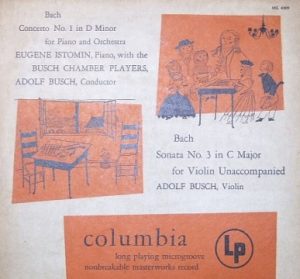 Bach
Concerto No. 1 in D Minor
for Piano and Orchestra
EUGENE ISTOMIN, Piano, with the
BUSCH CHAMBER PLAYERS,
ADOLF BUSCH, Conductor
Bach
Sonata No. 3 in C Major
for Violin Unaccompanied
ADOLF BUSCH, Violin
columbia
long playing microgroove
nonbreakable masterworks record
LP